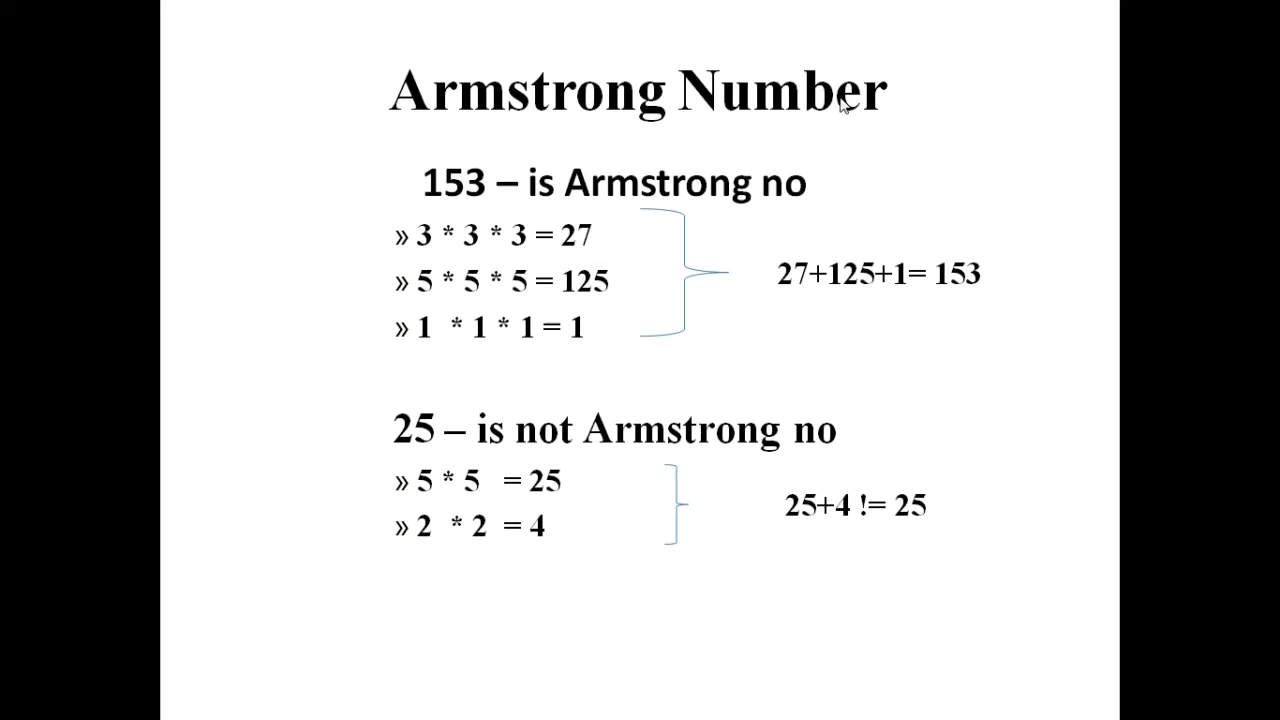 Armstrong Number
153 – is Armstrong no
» 3 * 3 * 3 = 27
» 5 * 5 * 5 = 125
» 1 * 1 * 1 = 1
27+125+1= 153
25 – is not Armstrong no
» 5 * 5 = 25
» 2 * 2 = 4
25+4 != 25